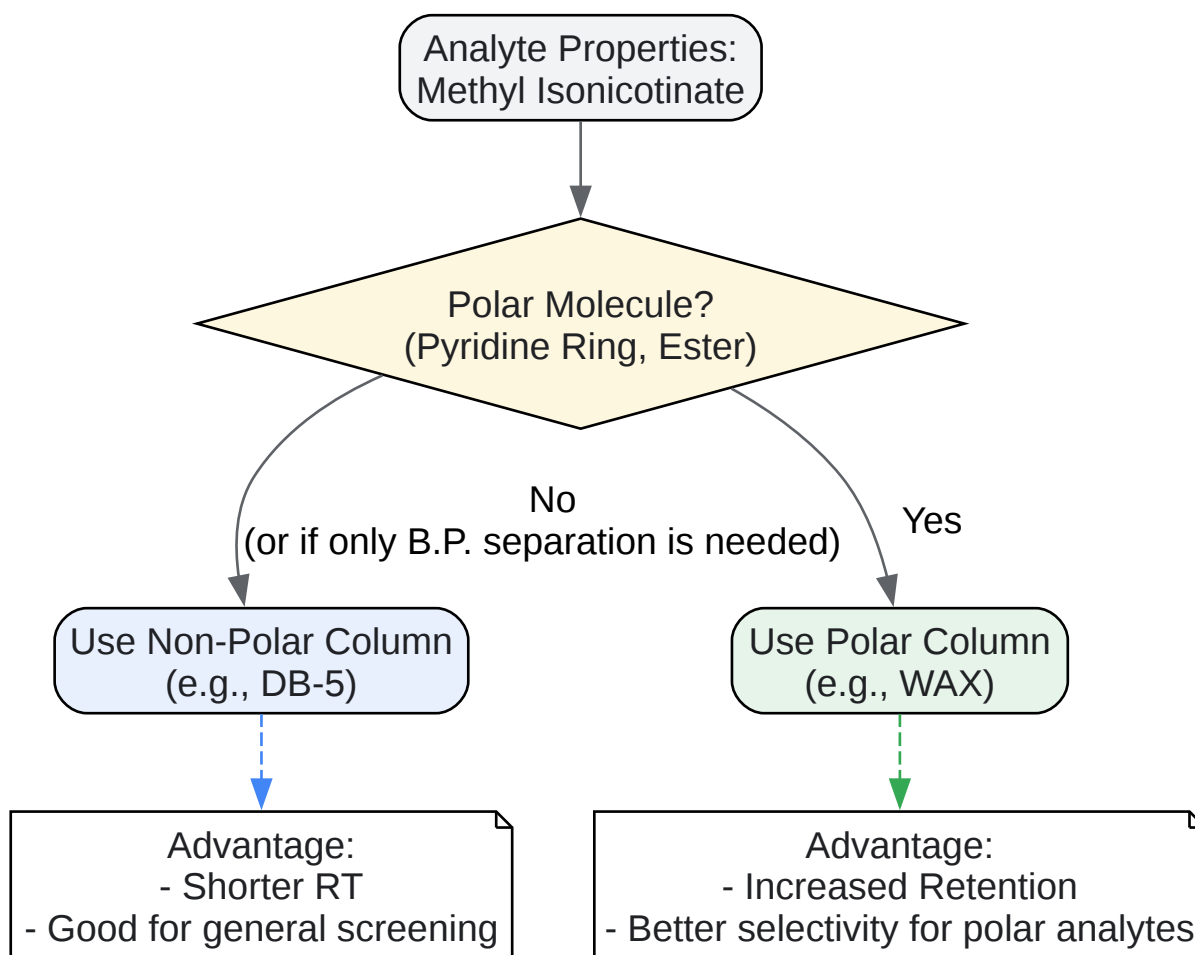 Analyte Properties:
Methyl Isonicotinate
Polar Molecule?
(Pyridine Ring, Ester)
No
(or if only B.P. separation is needed)
Yes
Use Non-Polar Column
(e.g., DB-5)
Use Polar Column
(e.g., WAX)
Advantage:
- Shorter RT
- Good for general screening
Advantage:
- Increased Retention
- Better selectivity for polar analytes